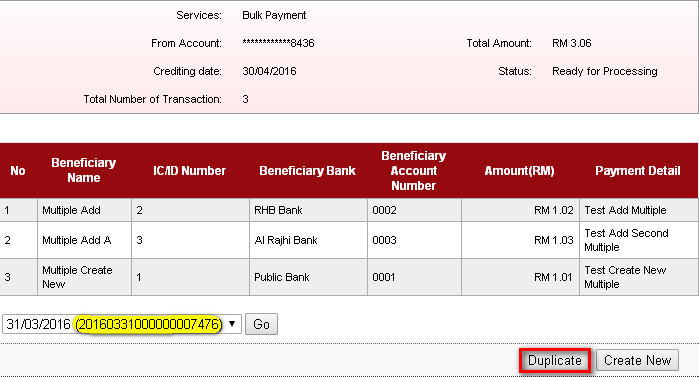 Services: Bulk Payment
From Account: ************8436 Total Amount: RM 3.06
Crediting date: 30/04/2016 Status: Ready for Processing
Total Number of Transaction: 3
No Beneficiary Name IC/ID Number Beneficiary Bank Beneficiary Account Number Amount(RM) Payment Detail
1 Multiple Add 2 RHB Bank 0002 RM 1.02 Test Add Multiple
2 Multiple Add A 3 Al Rajhi Bank 0003 RM 1.03 Test Add Second Multiple
3 Multiple Create New 1 Public Bank 0001 RM 1.01 Test Create New Multiple
31/03/2016 (20160331000000007476) Go
Duplicate Create New